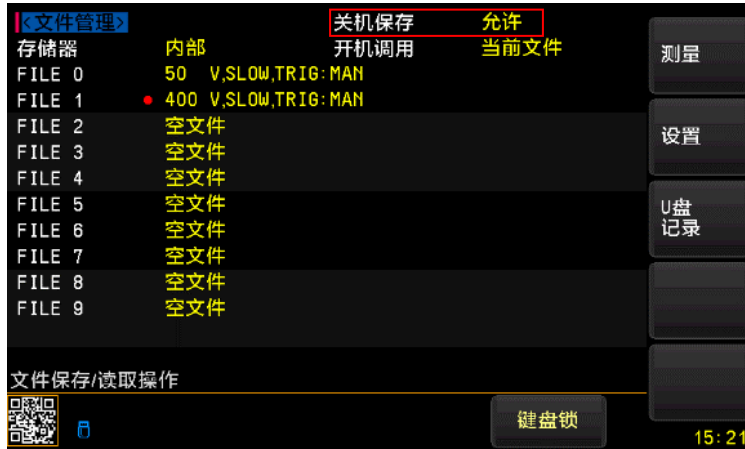 <文件管理> 关机保存 允许
存储器 内部 开机调用 当前文件
FILE 0 50 V,SLOW,TRIG:MAN
FILE 1 400 V,SLOW,TRIG:MAN
FILE 2 空文件
FILE 3 空文件
FILE 4 空文件
FILE 5 空文件
FILE 6 空文件
FILE 7 空文件
FILE 8 空文件
FILE 9 空文件
文件保存/读取操作
键盘锁
测量
设置
U盘
记录
15:21